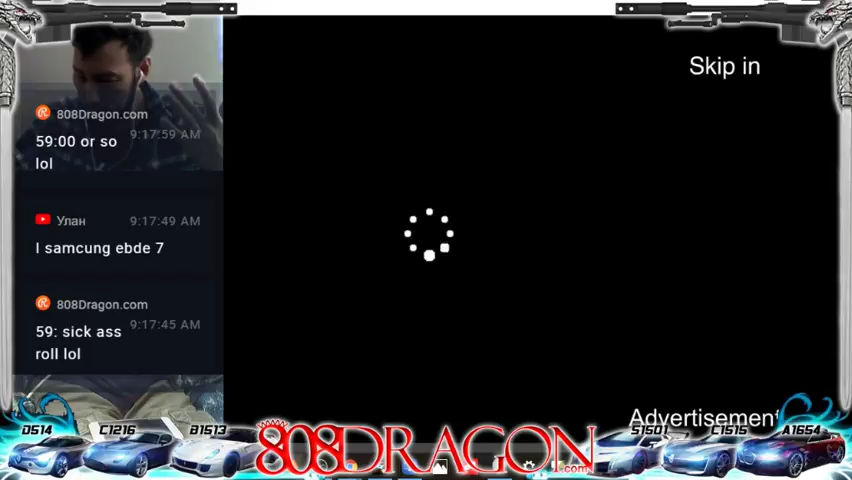 Skip in
808Dragon.com
9:17:59 AM
59:00 or so
lol
Улан
9:17:49 AM
I samcung ebde 7
808Dragon.com
9:17:45 AM
59: sick ass
roll lol
Advertisement
D514
C1216
B1513
808DRAGON
.com
S1501
C1515
A1654